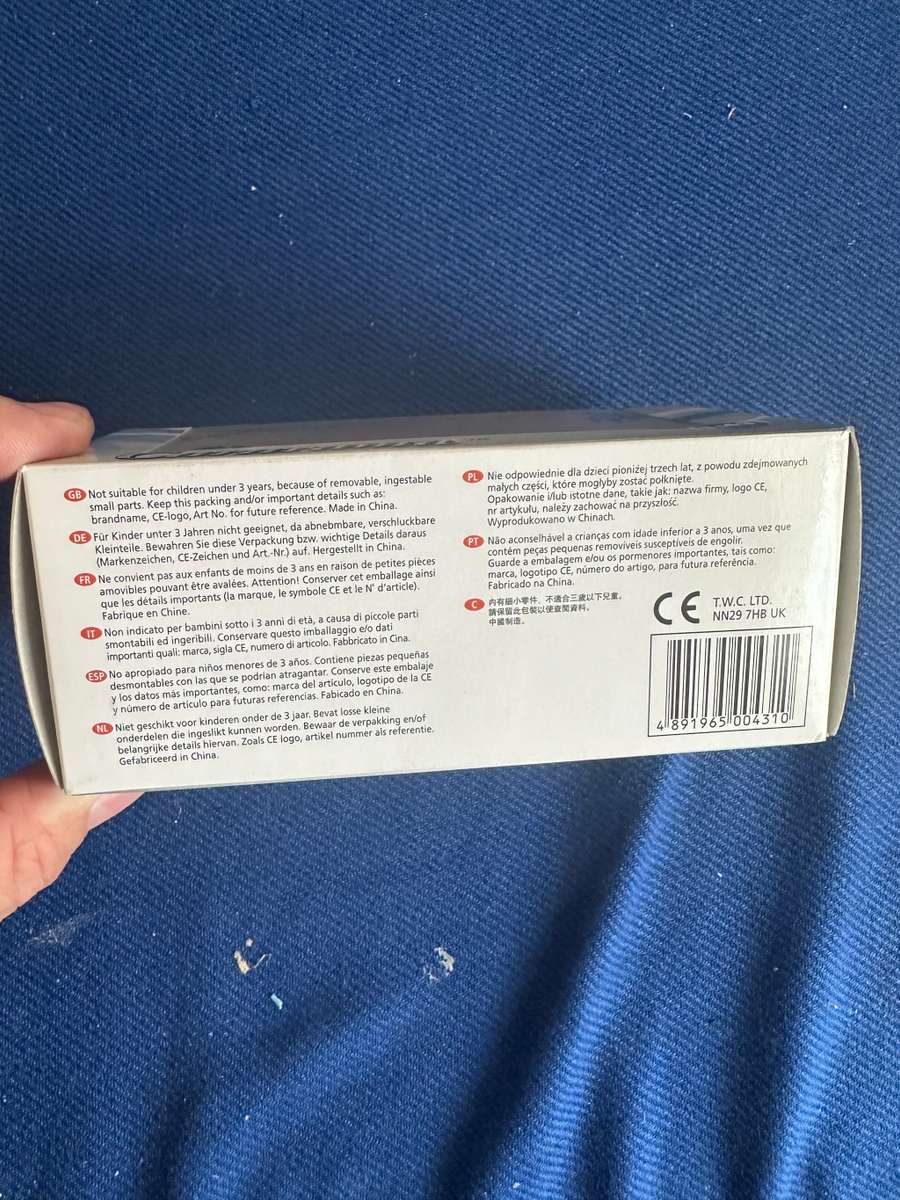 GB Not suitable for children under 3 years, because of removable, ingestable
small parts. Keep this packing and/or important details such as:
brandname, CE-logo, Art No. for future reference. Made in China.
DE Für Kinder unter 3 Jahren nicht geeignet, da abnehmbare, verschluckbare
Kleinteile. Bewahren Sie diese Verpackung bzw. wichtige Details daraus
(Markenzeichen, CE-Zeichen und Art.-Nr.) auf. Hergestellt in China.
FR Ne convient pas aux enfants de moins de 3 ans en raison de petites pièces
amovibles pouvant être avalées. Attention! Conserver cet emballage ainsi
que les détails importants (la marque, le symbole CE et le N° d'article).
Fabrique en Chine.
IT Non indicato per bambini sotto i 3 anni di età, a causa di piccole parti
smontabili ed ingeribili. Conservare questo imballaggio e/o dati
importanti quali: marca, sigla CE, numero di articolo. Fabbricato in Cina.
ESP No apropiado para niños menores de 3 años. Contiene piezas pequeñas
desmontables con las que se podrían atragantar. Conserve este embalaje
y los datos más importantes, como: marca del artículo, logotipo de la CE
y número de artículo para futuras referencias. Fabicado en China.
NL Niet geschikt voor kinderen onder de 3 jaar. Bevat losse kleine
onderdelen die ingeslikt kunnen worden. Bewaar de verpakking en/of
belangrijke details hiervan. Zoals CE logo, artikel nummer als referentie.
Gefabriceerd in China.
PL Nie odpowiednie dla dzieci pionižej trzech lat, z powodu zdejmowanych
małych części, które mogłyby zostać połknięte.
Opakowanie i/lub istotne dane, takie jak: nazwa firmy, logo CE,
nr artykułu, należy zachować na przyszłość.
Wyprodukowano w Chinach.
PT Não aconselhável a crianças com idade inferior a 3 anos, uma vez que
contém peças pequenas removíveis susceptíveis de engolir.
Guarde a embalagem e/ou os pormenores importantes, tais como:
marca, logotipo CE, número do artigo, para futura referência.
Fabricado na China.
C 內有細小零件，不適合三歲以下兒童。
請保留此包裝以便查閱資料。
中國制造。
CE T.W.C. LTD.
NN29 7HB UK
4 891965 004310